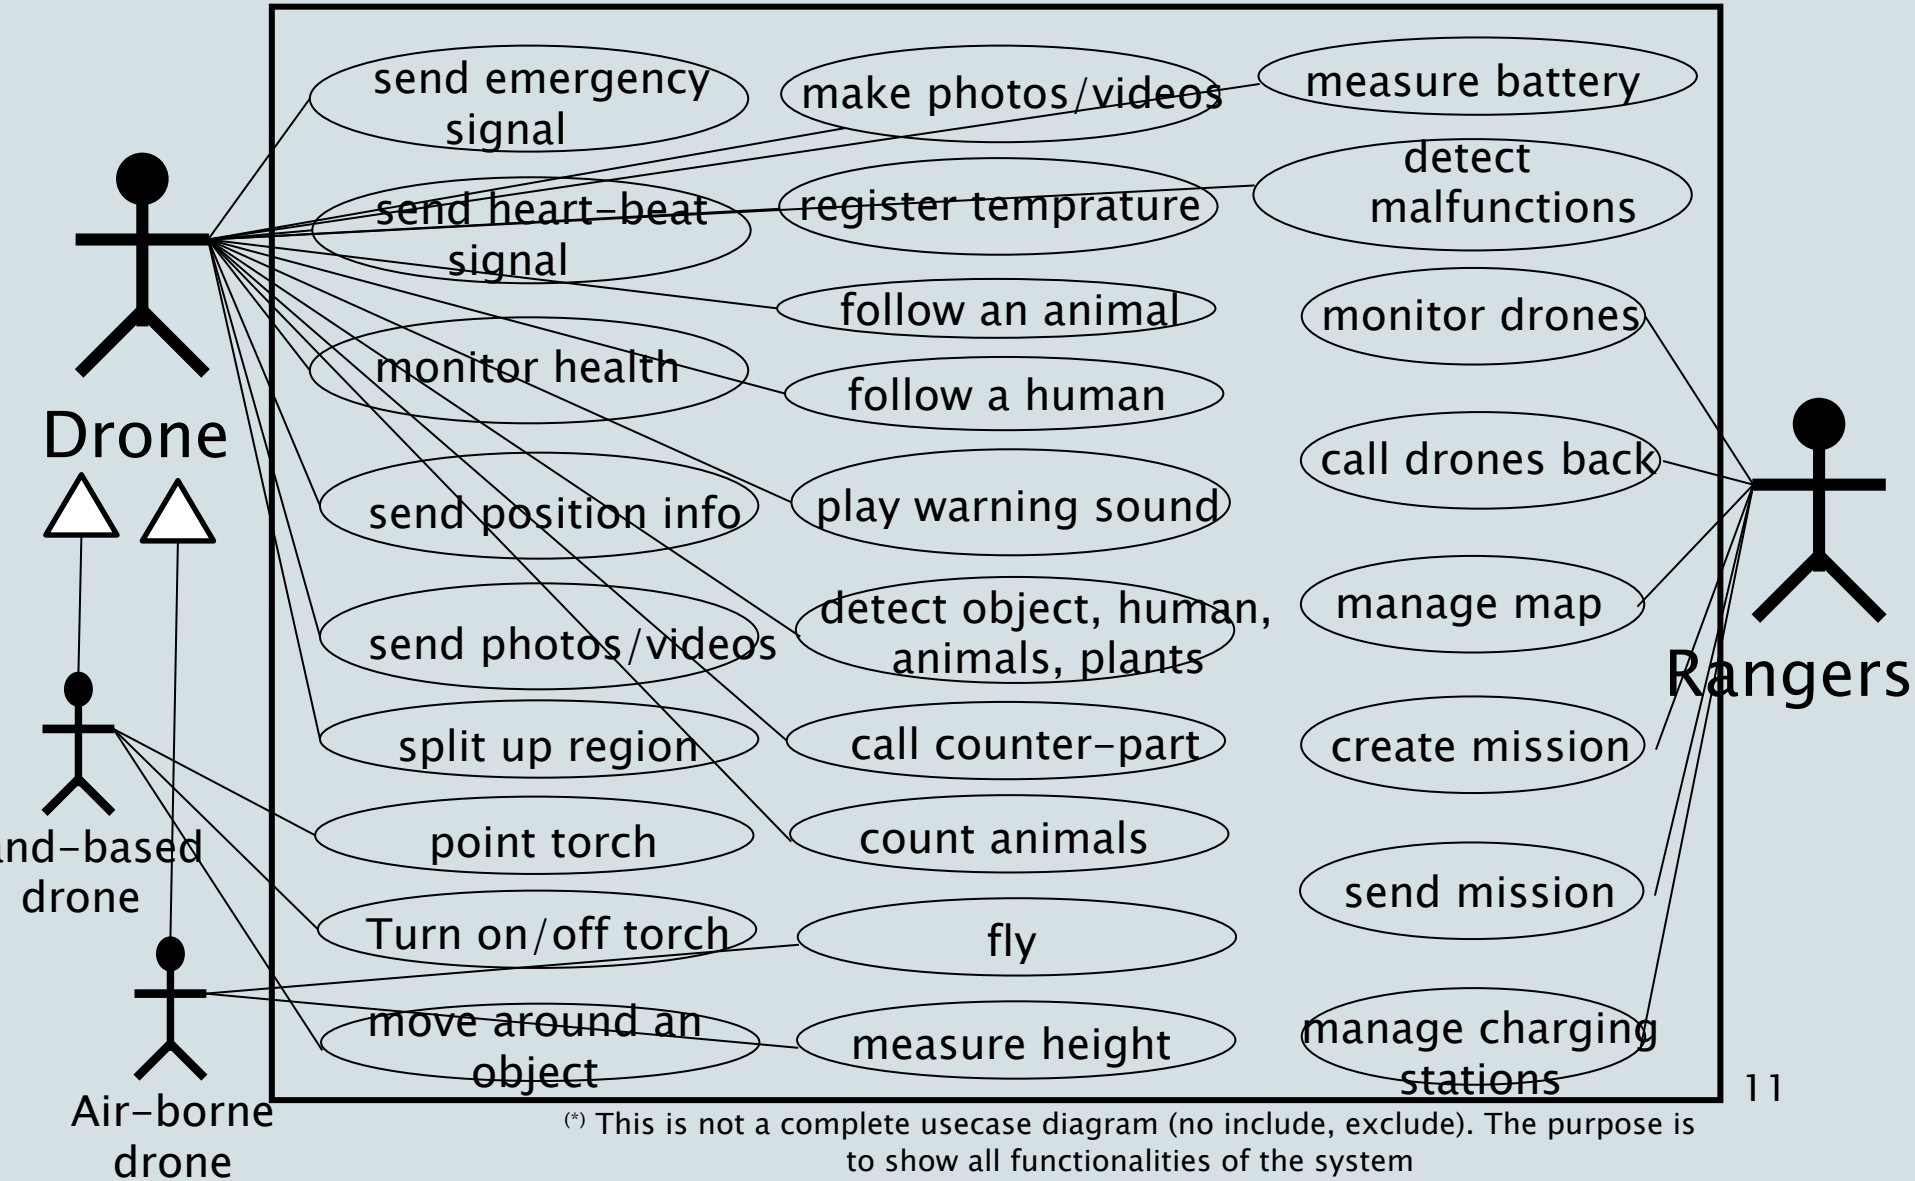 send emergency
signal
make photos/videos
measure battery
send heart-beat
signal
register temprature
detect
malfunctions
follow an animal
monitor drones
monitor health
follow a human
Drone
call drones back
send position info
play warning sound
detect object, human,
animals, plants
manage map
send photos/videos
Rangers
split up region
call counter-part
create mission
and-based
drone
point torch
count animals
send mission
Turn on/off torch
fly
move around an
object
measure height
manage charging
stations
11
Air-borne
drone
(*) This is not a complete usecase diagram (no include, exclude). The purpose is
to show all functionalities of the system